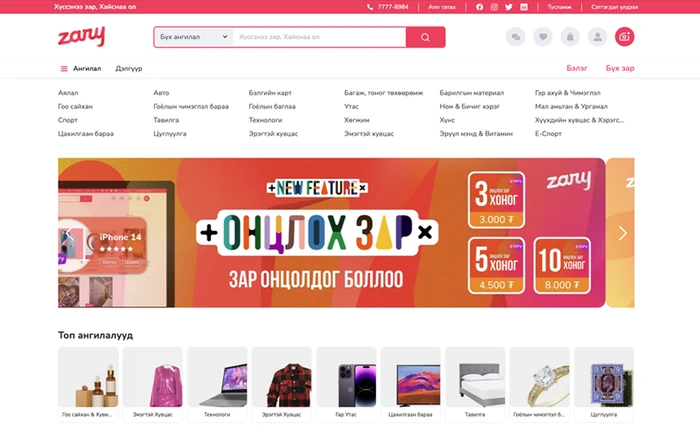 Хүссэнээ зар, Хайснаа ол
7777-8984
Апп татах
Тусламж
Сэтгэгдэл үлдээх
zary
Бүх ангилал
Хүссэнээ зар, Хайснаа ол
Ангилал
Дэлгүүр
Бэлэг
Бүх зар
Аялал
Авто
Бэлгийн карт
Багаж, тоног төхөөрөмж
Барилгын материал
Гэр ахуй & Чимэглэл
Гоо сайхан
Гоёлын чимэглэл бараа
Гоёлын баглаа
Утас
Ном & Бичиг хэрэг
Мал амьтан & Ургамал
Спорт
Тавилга
Технологи
Хөгжим
Хүнс
Хүүхдийн хувцас & Хэрэгс...
Цахилгаан бараа
Цуглуулга
Эрэгтэй хувцас
Эмэгтэй хувцас
Эрүүл мэнд & Витамин
Е-Спорт
iPhone 14
+NEW FEATURE×
+ОНЦЛОХ ЗАР×
ЗАР ОНЦОЛДОГ БОЛЛОО
zary
3 ОНЦЛОХ ЗАР ХОНОГ
3.000 ₮
zary
zary
5 ОНЦЛОХ ЗАР ХОНОГ
4.500 ₮
zary
10 ОНЦЛОХ ЗАР ХОНОГ
8.000 ₮
Топ ангилалууд
Гоо сайхан & Хуви...
Эмэгтэй Хувцас
Технологи
Эрэгтэй Хувцас
Гар Утас
Цахилгаан бараа
Тавилга
Гоёлын чимэглэл б...
Цуглуулга